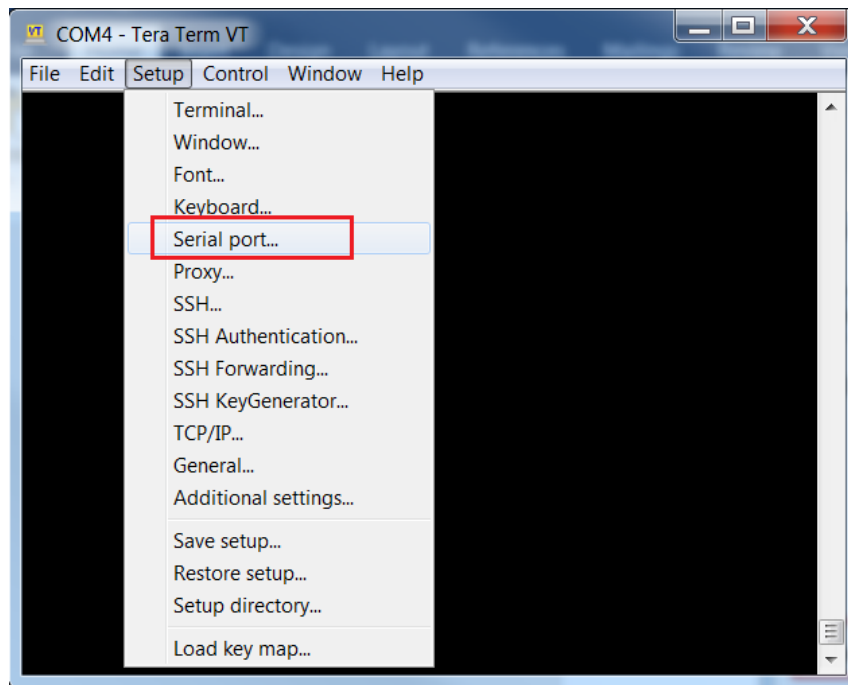 COM4 - Tera Term VT
File Edit Setup Control Window Help
Terminal...
Window...
Font...
Keyboard...
Serial port...
Proxy...
SSH...
SSH Authentication...
SSH Forwarding...
SSH KeyGenerator...
TCP/IP...
General...
Additional settings...
Save setup...
Restore setup...
Setup directory...
Load key map...